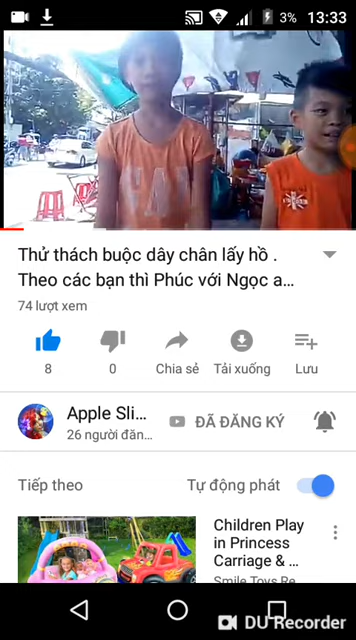 3% 13:33
Thử thách buộc dây chân lấy hồ .
Theo các bạn thì Phúc với Ngọc a...
74 lượt xem
8 0 Chia sẻ Tải xuống Lưu
Apple Sli...
26 người đăn...
ĐÃ ĐĂNG KÝ
Tiếp theo Tự động phát
Children Play
in Princess
Carriage & ...
Smile Toys Re
DU Recorder